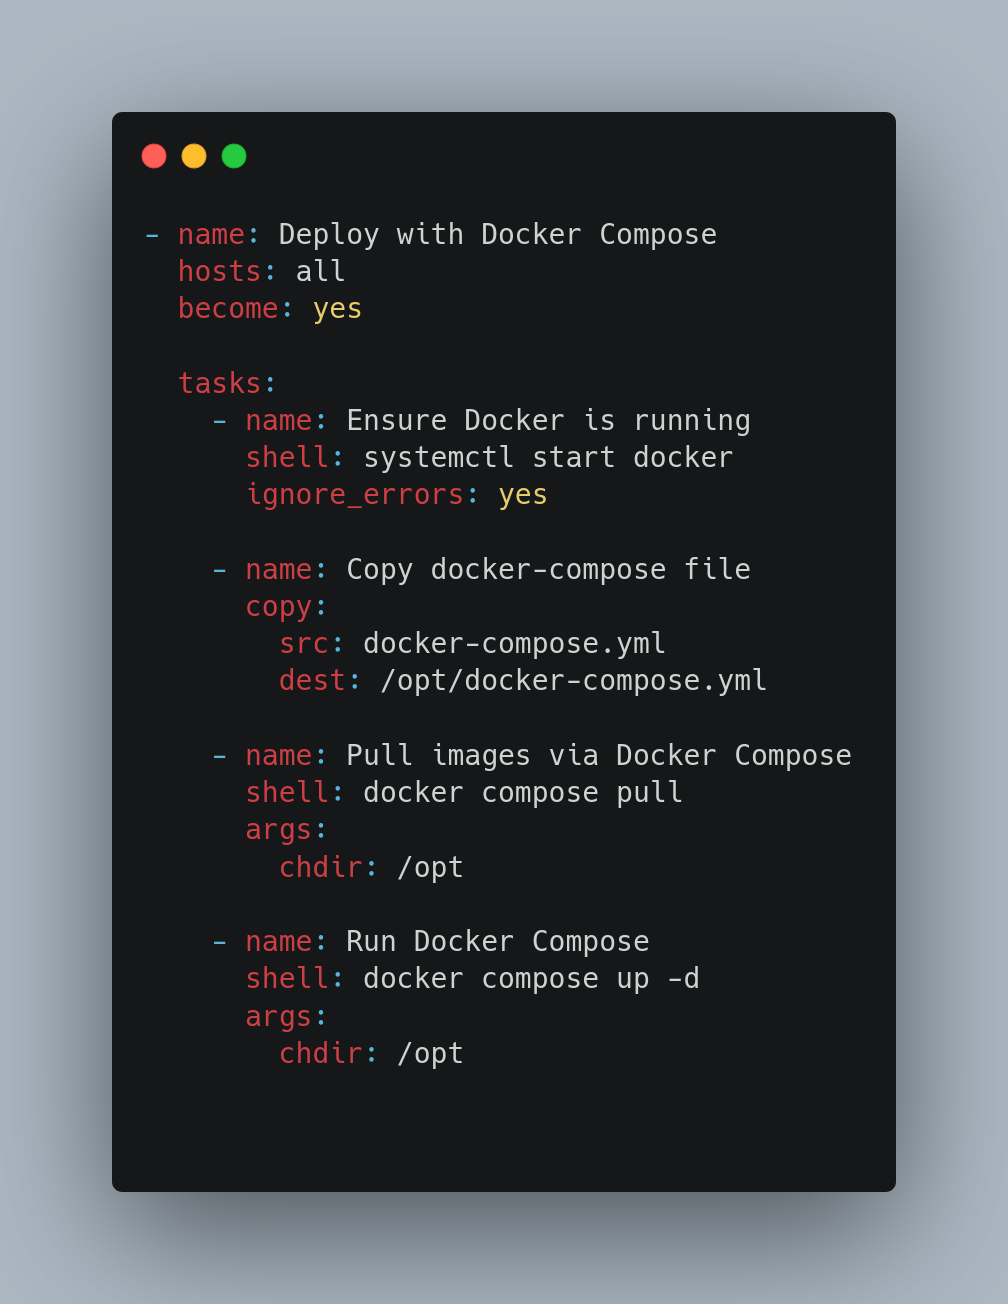 - name: Deploy with Docker Compose
  hosts: all
  become: yes

  tasks:
    - name: Ensure Docker is running
      shell: systemctl start docker
      ignore_errors: yes

    - name: Copy docker-compose file
      copy:
        src: docker-compose.yml
        dest: /opt/docker-compose.yml

    - name: Pull images via Docker Compose
      shell: docker compose pull
      args:
        chdir: /opt

    - name: Run Docker Compose
      shell: docker compose up -d
      args:
        chdir: /opt